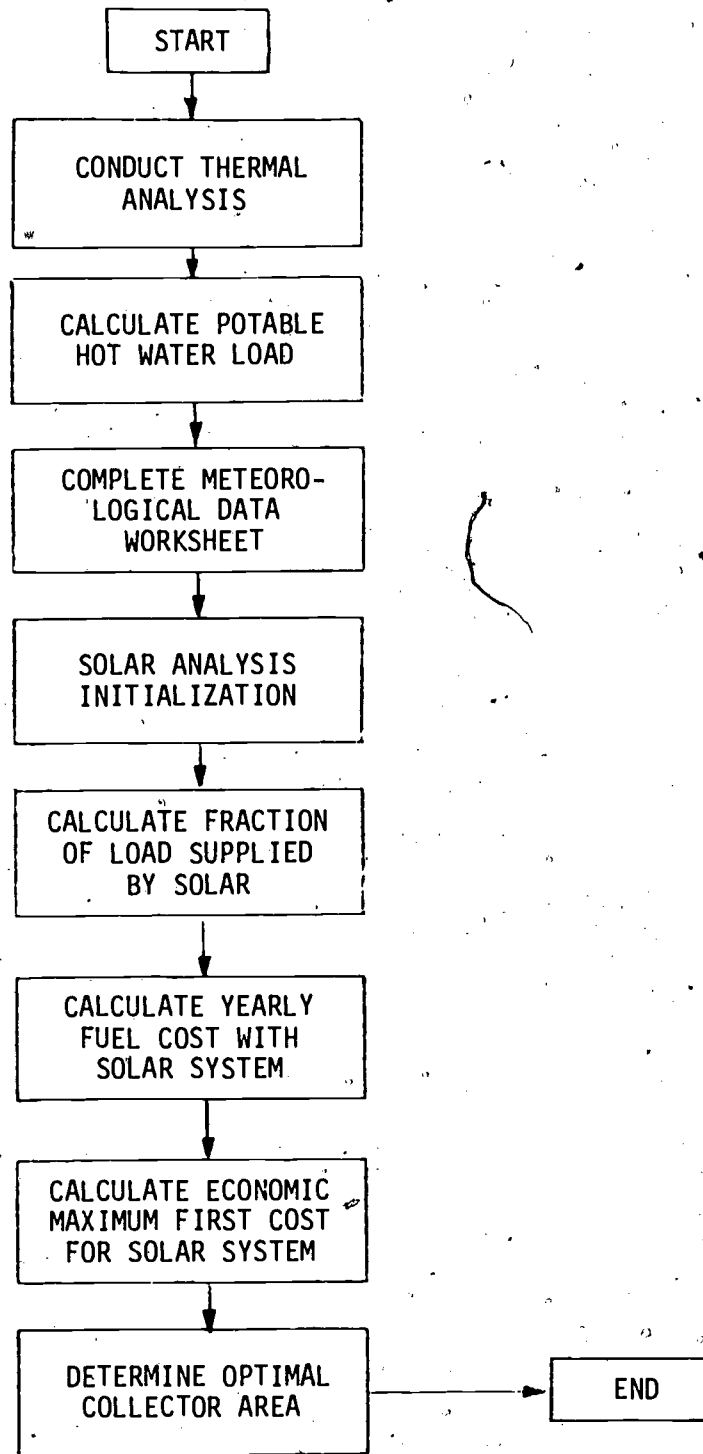 START
CONDUCT THERMAL
ANALYSIS
CALCULATE POTABLE
HOT WATER LOAD
COMPLETE METEORO-
LOGICAL DATA
WORKSHEET
SOLAR ANALYSIS
INITIALIZATION
CALCULATE FRACTION
OF LOAD SUPPLIED
BY SOLAR
CALCULATE YEARLY
FUEL COST WITH
SOLAR SYSTEM
CALCULATE ECONOMIC
MAXIMUM FIRST COST
FOR SOLAR SYSTEM
DETERMINE OPTIMAL
COLLECTOR AREA
END